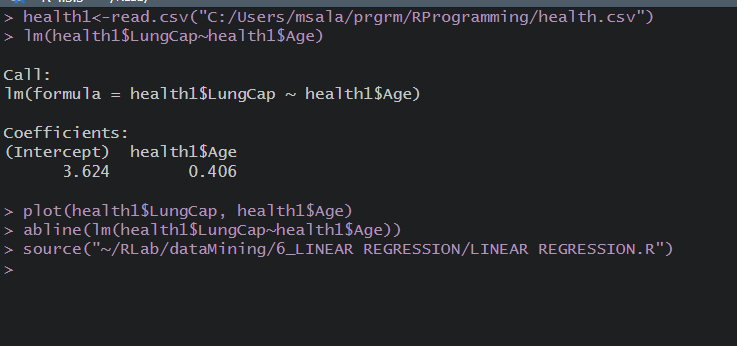 > health1<-read.csv("C:/Users/msala/prgrm/RProgramming/health.csv")
> lm(health1$LungCap~health1$Age)
Call:
lm(formula = health1$LungCap ~ health1$Age)
Coefficients:
(Intercept)  health1$Age
      3.624        0.406
> plot(health1$LungCap, health1$Age)
> abline(lm(health1$LungCap~health1$Age))
> source("~/RLab/dataMining/6_LINEAR REGRESSION/LINEAR REGRESSION.R")
>